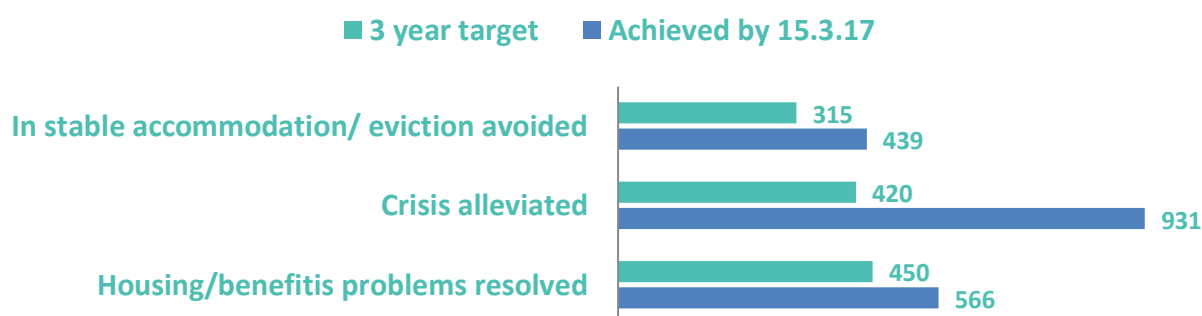 3 year target Achieved by 15.3.17
In stable accommodation/ eviction avoided
315
439
Crisis alleviated
420
931
Housing/benefitis problems resolved
450
566